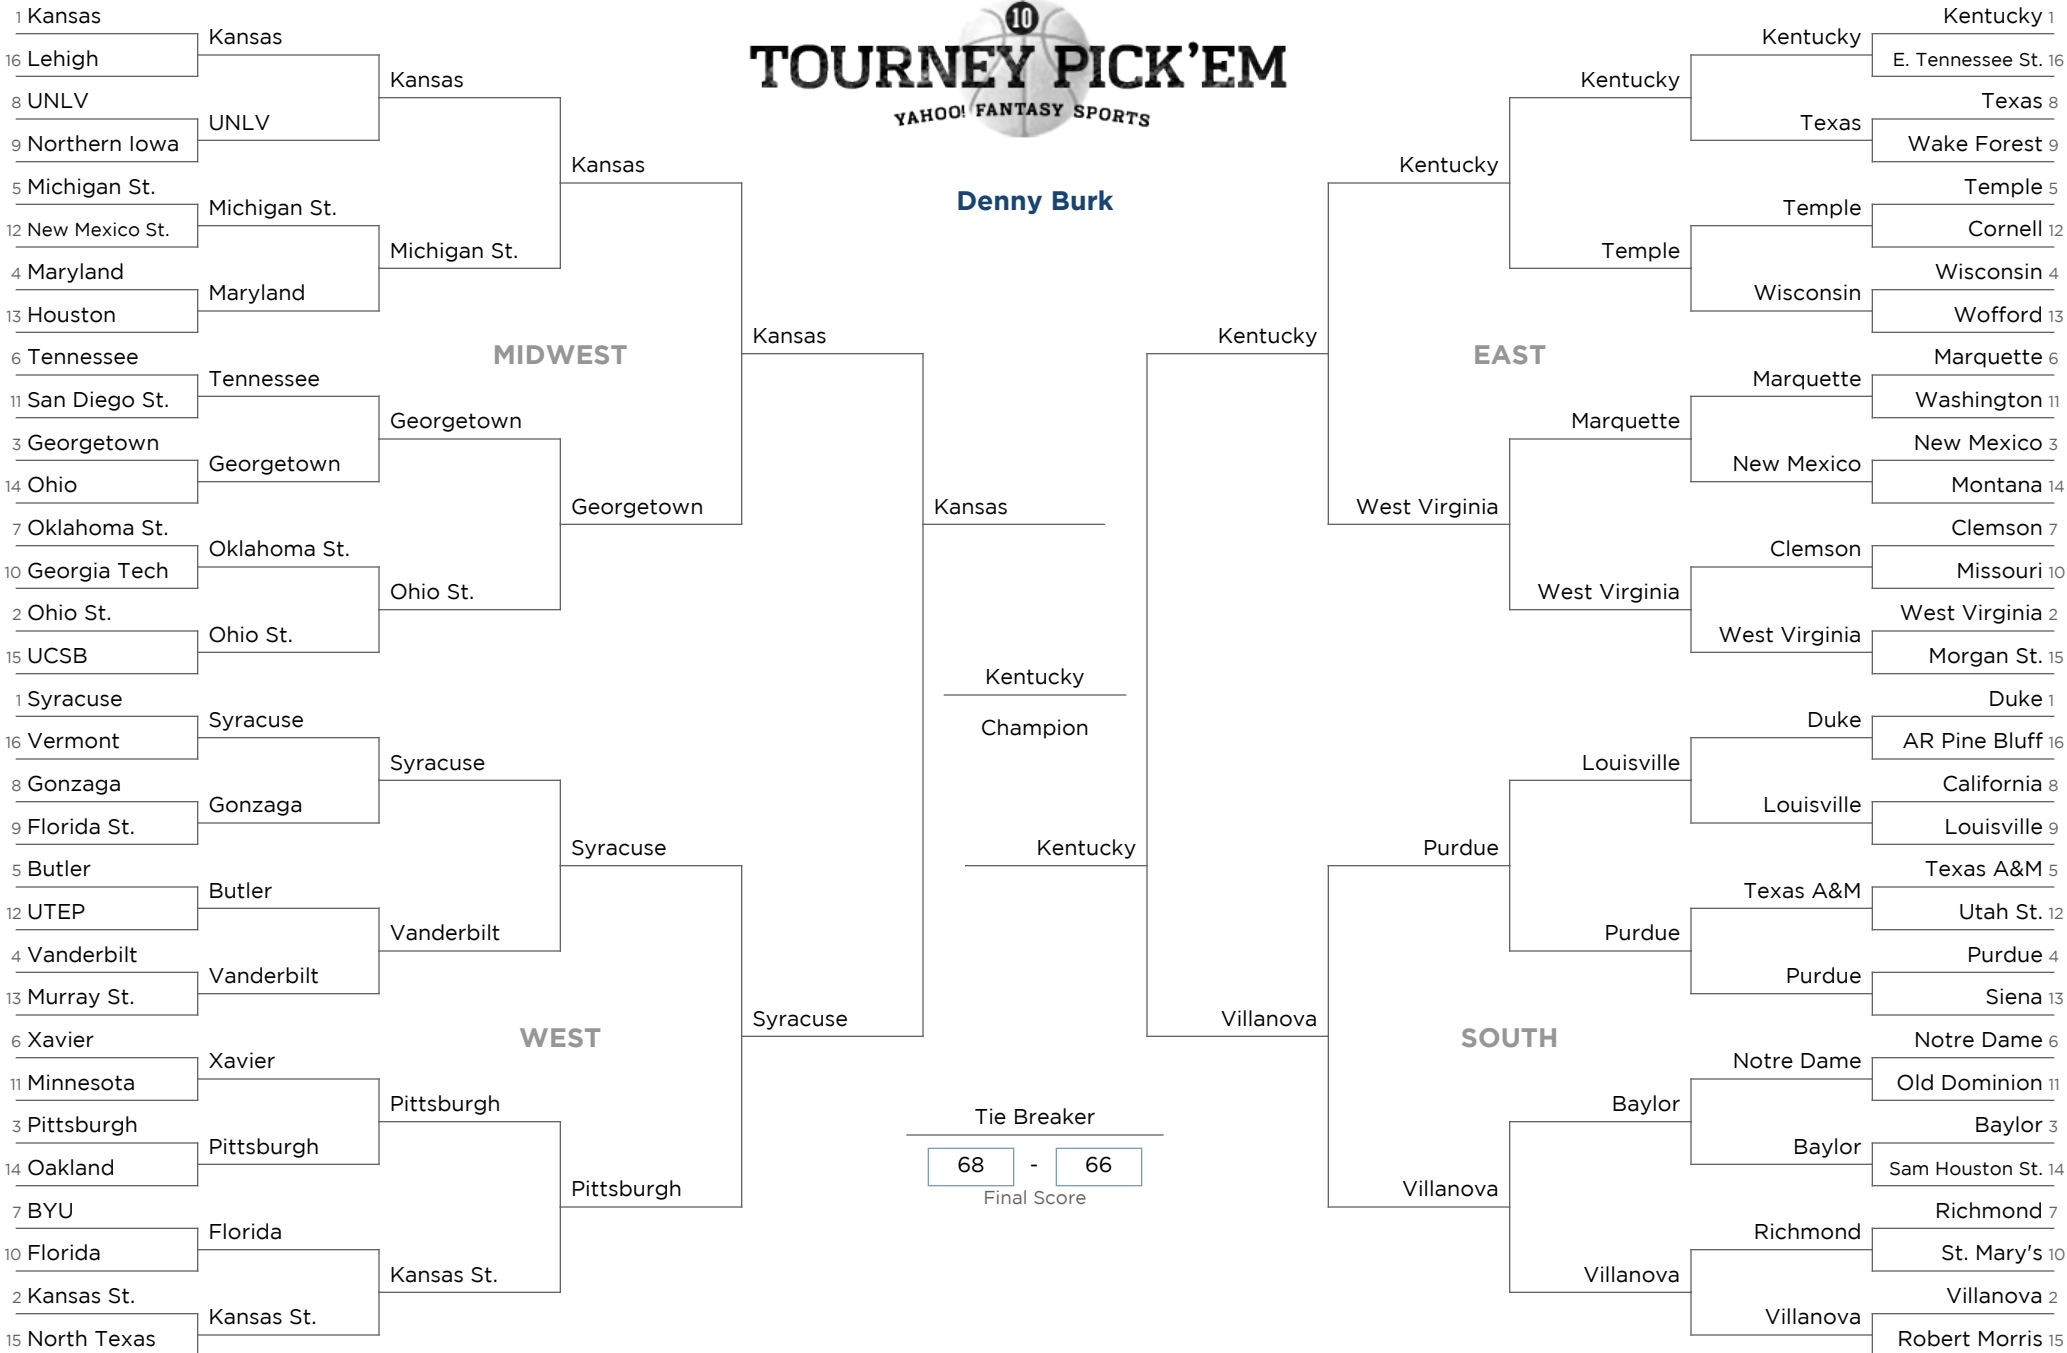 10
TOURNEY PICK'EM
YAHOO! FANTASY SPORTS
Denny Burk
1 Kansas
16 Lehigh
8 UNLV
9 Northern Iowa
5 Michigan St.
12 New Mexico St.
4 Maryland
13 Houston
6 Tennessee
11 San Diego St.
3 Georgetown
14 Ohio
7 Oklahoma St.
10 Georgia Tech
2 Ohio St.
15 UCSB
Kansas
UNLV
Michigan St.
Maryland
Tennessee
Georgetown
Oklahoma St.
Ohio St.
Kansas
Michigan St.
Georgetown
Ohio St.
Kansas
Georgetown
Kansas
MIDWEST
1 Syracuse
16 Vermont
8 Gonzaga
9 Florida St.
5 Butler
12 UTEP
4 Vanderbilt
13 Murray St.
6 Xavier
11 Minnesota
3 Pittsburgh
14 Oakland
7 BYU
10 Florida
2 Kansas St.
15 North Texas
Syracuse
Gonzaga
Butler
Vanderbilt
Xavier
Pittsburgh
Florida
Kansas St.
Syracuse
Vanderbilt
Pittsburgh
Kansas St.
Syracuse
Pittsburgh
Syracuse
WEST
Kansas
Kentucky
Champion
Kentucky
Tie Breaker
68 - 66
Final Score
Kentucky 1
E. Tennessee St. 16
Texas 8
Wake Forest 9
Temple 5
Cornell 12
Wisconsin 4
Wofford 13
Marquette 6
Washington 11
New Mexico 3
Montana 14
Clemson 7
Missouri 10
West Virginia 2
Morgan St. 15
Kentucky
Texas
Temple
Wisconsin
Marquette
New Mexico
Clemson
West Virginia
Kentucky
Temple
Marquette
West Virginia
Kentucky
West Virginia
Kentucky
EAST
Duke 1
AR Pine Bluff 16
California 8
Louisville 9
Texas A&M 5
Utah St. 12
Purdue 4
Siena 13
Notre Dame 6
Old Dominion 11
Baylor 3
Sam Houston St. 14
Richmond 7
St. Mary's 10
Villanova 2
Robert Morris 15
Duke
Louisville
Texas A&M
Purdue
Notre Dame
Baylor
Richmond
Villanova
Louisville
Purdue
Baylor
Villanova
Purdue
Villanova
Villanova
SOUTH